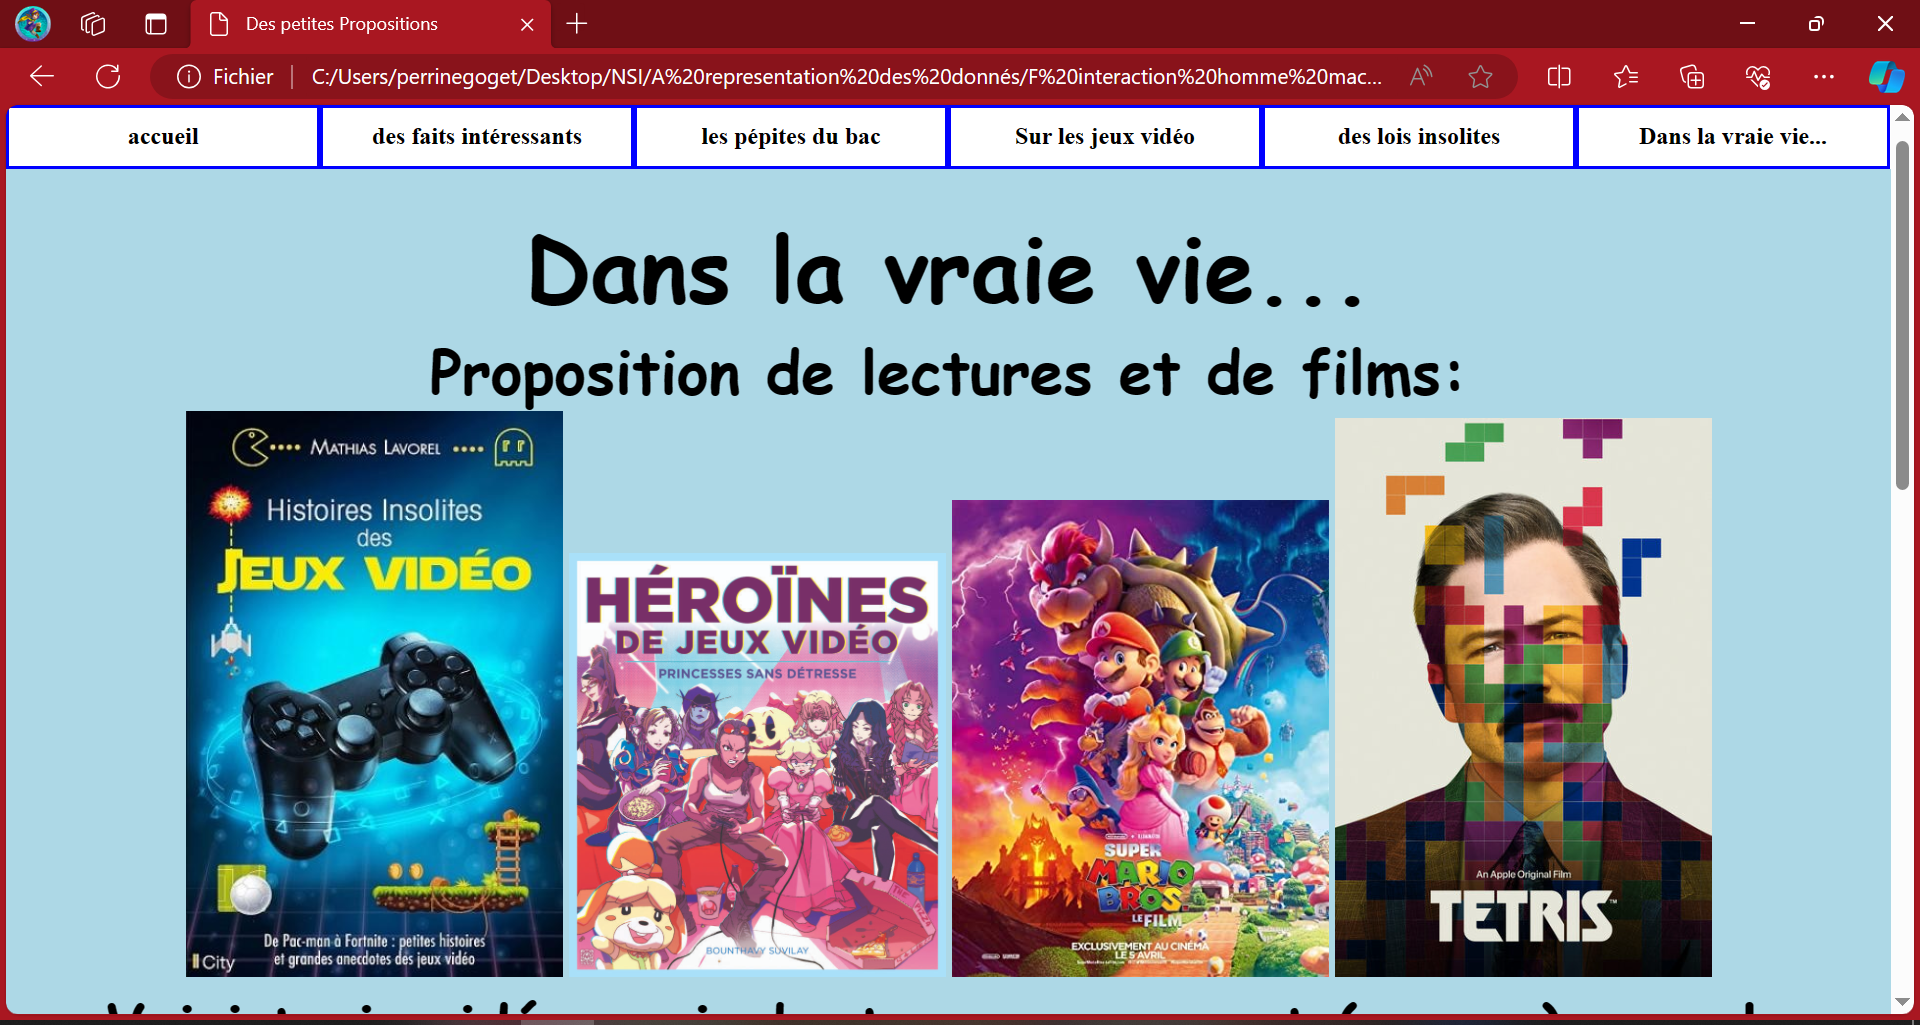 Des petites Propositions
Fichier
C:/Users/perrinegoget/Desktop/NSI/A%20representation%20des%20donnés/F%20interaction%20homme%20mac...
accueil
des faits intéressants
les pépites du bac
Sur les jeux vidéo
des lois insolites
Dans la vraie vie...
Dans la vraie vie...
Proposition de lectures et de films:
MATHIAS LAVOREL
Histoires Insolites
des
JEUX VIDÉO
De Pac-man à Fortnite : petites histoires
et grandes anecdotes des jeux vidéo
City
HÉROÏNES
DE JEUX VIDÉO
PRINCESSES SANS DÉTRESSE
BOUNTHAVY SUVILAY
SUPER
MARIO
BROS.
LE FILM
EXCLUSIVEMENT AU CINÉMA
LE 5 AVRIL
An Apple Original Film
TETRIS™